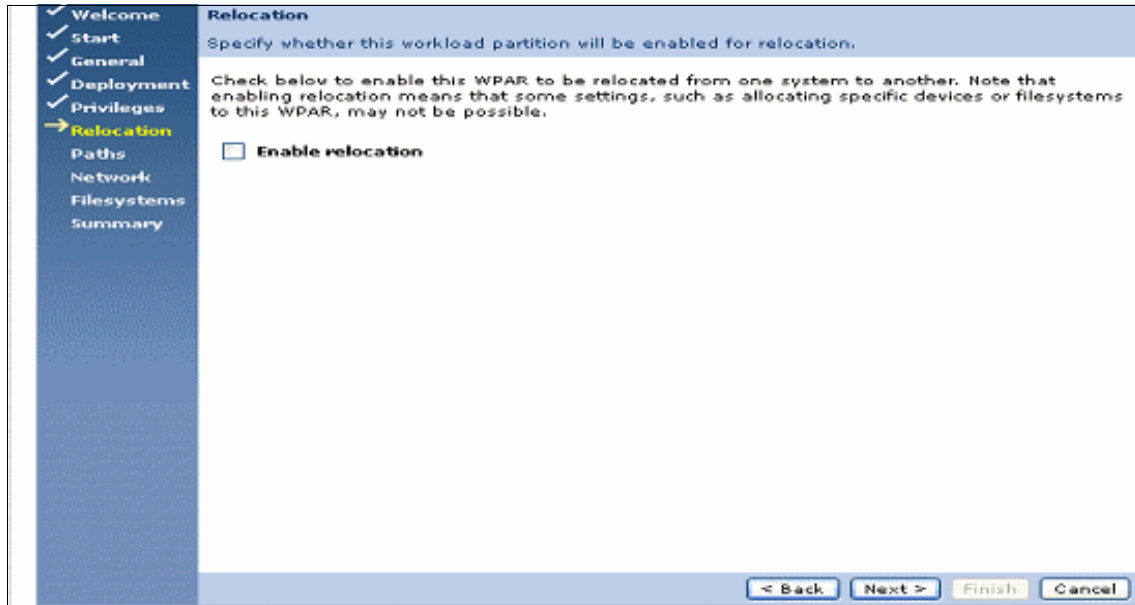 Welcome
Start
General
Deployment
Privileges
Relocation
Paths
Network
Filesystems
Summary
Relocation
Specify whether this workload partition will be enabled for relocation.
Check below to enable this WPAR to be relocated from one system to another. Note that
enabling relocation means that some settings, such as allocating specific devices or filesystems
to this WPAR, may not be possible.
Enable relocation
< Back Next > Finish Cancel